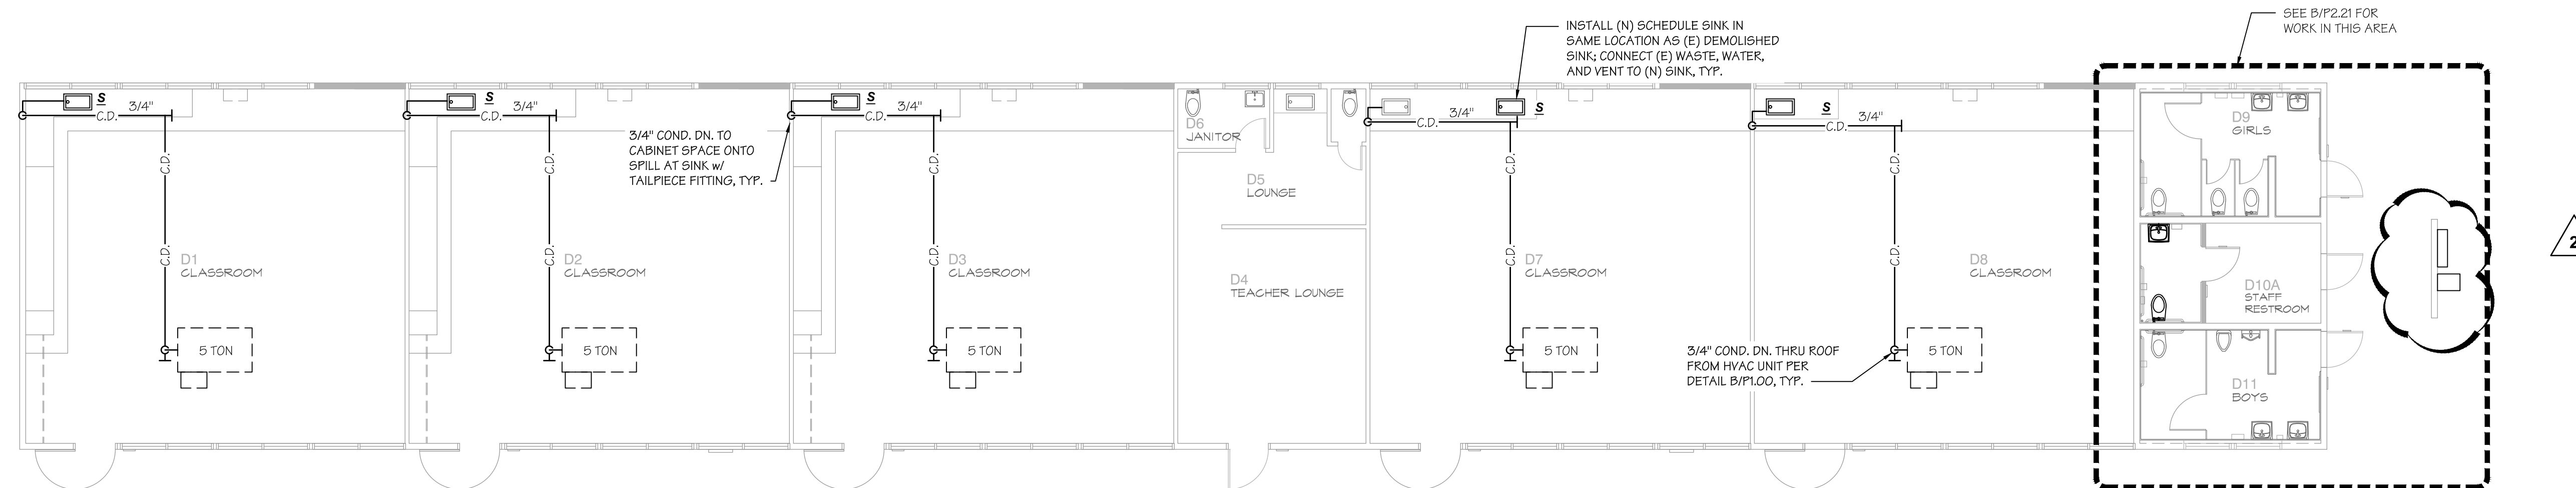 INSTALL (N) SCHEDULE SINK IN
SAME LOCATION AS (E) DEMOLISHED
SINK; CONNECT (E) WASTE, WATER,
AND VENT TO (N) SINK, TYP.
SEE B/P2.21 FOR
WORK IN THIS AREA
S
3/4"
C.D.
C.D.
C.D.
D1
CLASSROOM
5 TON
S
3/4"
C.D.
C.D.
C.D.
D2
CLASSROOM
5 TON
3/4" COND. DN. TO
CABINET SPACE ONTO
SPILL AT SINK w/
TAILPIECE FITTING, TYP.
S
3/4"
C.D.
C.D.
C.D.
D3
CLASSROOM
5 TON
D6
JANITOR
D5
LOUNGE
D4
TEACHER LOUNGE
S
3/4"
C.D.
C.D.
C.D.
D7
CLASSROOM
5 TON
S
3/4"
C.D.
C.D.
C.D.
D8
CLASSROOM
5 TON
3/4" COND. DN. THRU ROOF
FROM HVAC UNIT PER
DETAIL B/P1.00, TYP.
D9
GIRLS
D10A
STAFF
RESTROOM
D11
BOYS
2